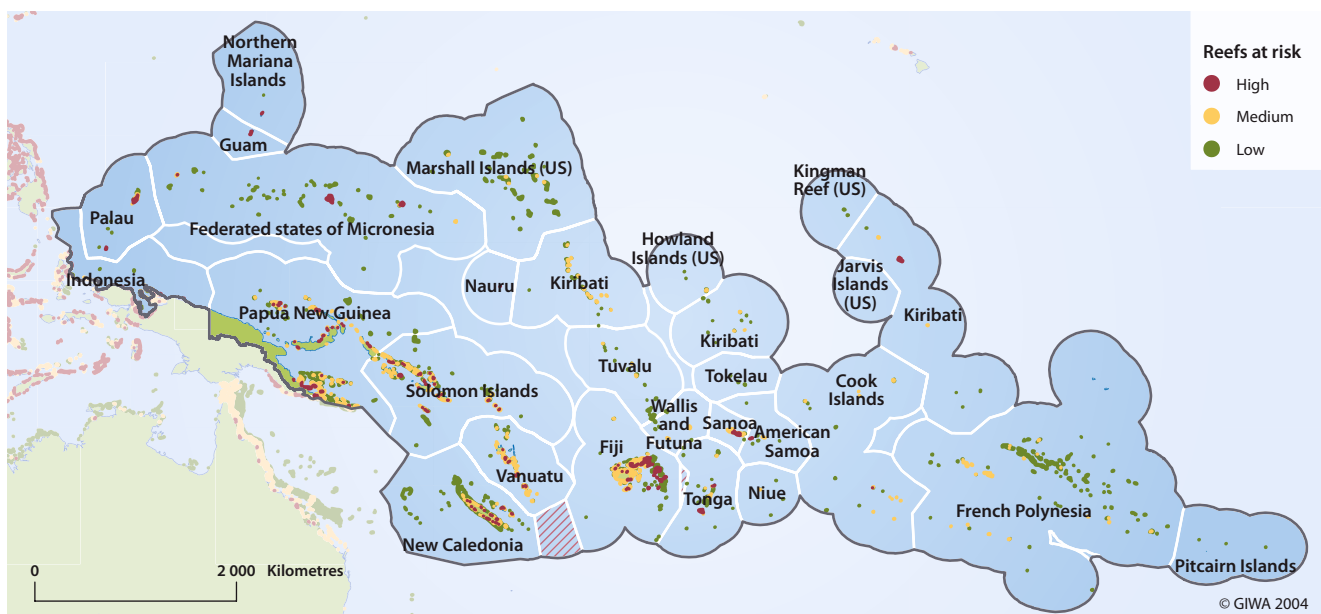 Northern
Mariana
Islands
Reefs at risk
High
Medium
Low
Guam
Marshall Islands (US)
Kingman
Reef (US)
Palau
Federated states of Micronesia
Howland
Islands (US)
Indonesia
Nauru
Kiribati
Jarvis
Islands
(US)
Kiribati
Papua New Guinea
Kiribati
Tuvalu
Tokelau
Cook
Islands
Solomon Islands
Wallis
and
Futuna
Samoa
American
Samoa
Fiji
Vanuatu
Tonga
Niue
French Polynesia
New Caledonia
Pitcairn Islands
0 2 000 Kilometres
© GIWA 2004